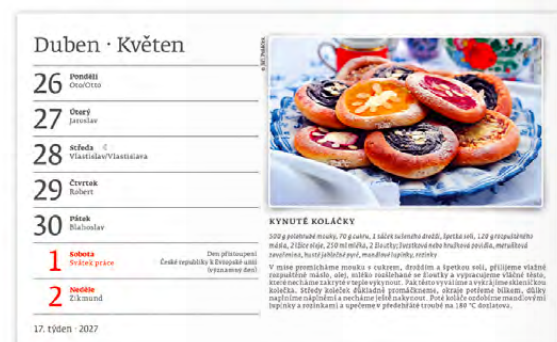 Duben · Květen
26 Pondělí
Oto/Otto
27 Úterý
Jaroslav
28 Středa ☾
Vlastislav/Vlastislava
29 Čtvrtek
Robert
30 Pátek
Blahoslav
1 Sobota
Svátek práce
Den přistoupení
České republiky k Evropské unii
(významný den)
2 Neděle
Zikmund
17. týden · 2027
KYNUTÉ KOLÁČKY
500 g polohrubé mouky, 70 g cukru, 1 sáček sušeného droždí, špetka soli, 120 g rozpuštěného
másla, 2 lžíce oleje, 250 ml mléka, 2 žloutky; švestková nebo hrušková povidla, meruňková
zavařenina, husté jablečné pyré, mandlové lupínky, rozinky
V míse promícháme mouku s cukrem, droždím a špetkou soli, přilijeme vlažné
rozpuštěné máslo, olej, mléko rozšlehané se žloutky a vypracujeme vláčné těsto,
které necháme zakryté v teple vykynout. Pak těsto vyválíme a vykrájíme skleničkou
kolečka. Středy koleček důkladně promáčkneme, okraje potřeme bílkem, důlky
naplníme náplněmi a necháme ještě nakynout. Poté koláče ozdobíme mandlovými
lupínky a rozinkami a upečeme v předehřáté troubě na 180 °C dozlatova.